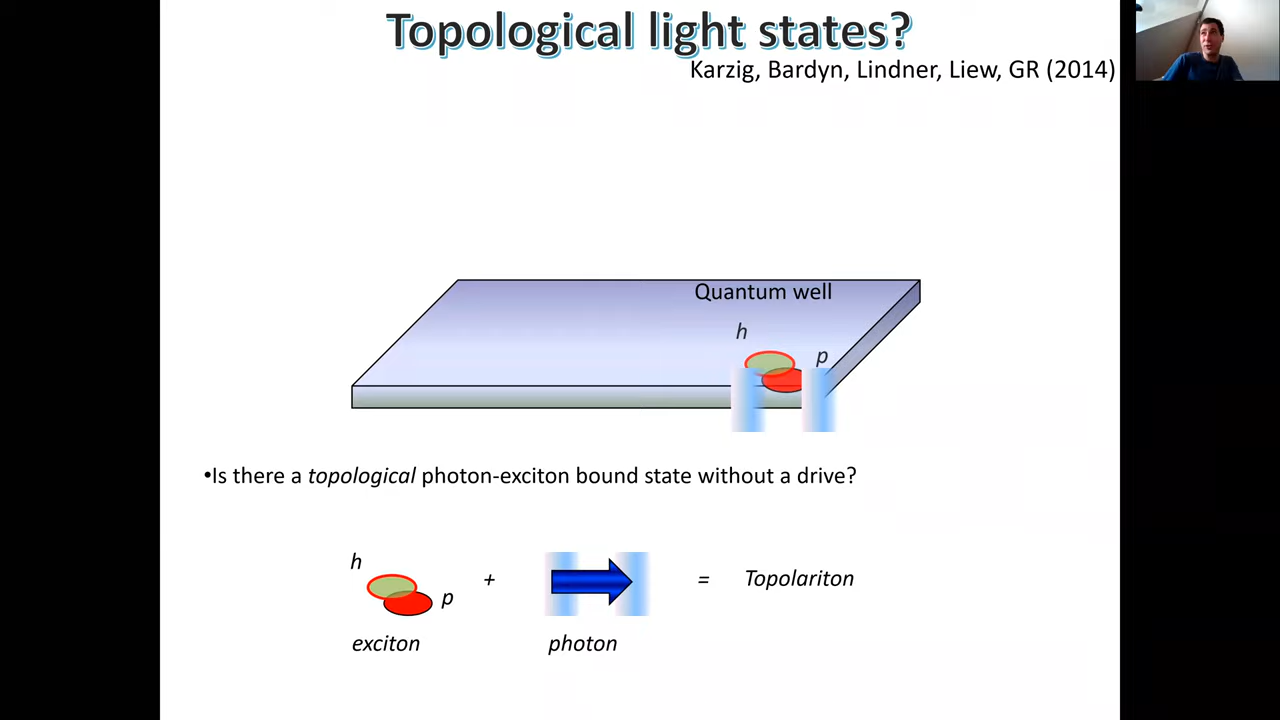 Topological light states?
Karzig, Bardyn, Lindner, Liew, GR (2014)
Quantum well
h
p
•Is there a topological photon-exciton bound state without a drive?
h
+
= Topolariton
p
exciton
photon